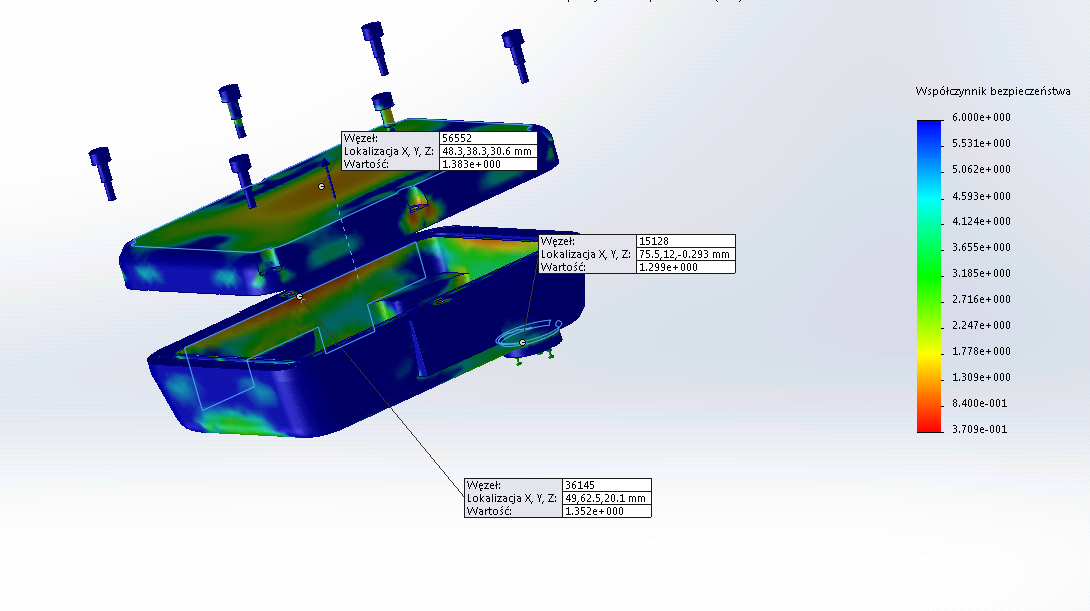 Współczynnik bezpieczeństwa
6.000e+000
5.531e+000
5.062e+000
4.593e+000
4.124e+000
3.655e+000
3.185e+000
2.716e+000
2.247e+000
1.778e+000
1.309e+000
8.400e-001
3.709e-001
Węzeł: 56552
Lokalizacja X, Y, Z: 48.3,38.3,30.6 mm
Wartość: 1.383e+000
Węzeł: 15128
Lokalizacja X, Y, Z: 75.5,12,-0.293 mm
Wartość: 1.299e+000
Węzeł: 36145
Lokalizacja X, Y, Z: 49,62.5,20.1 mm
Wartość: 1.352e+000